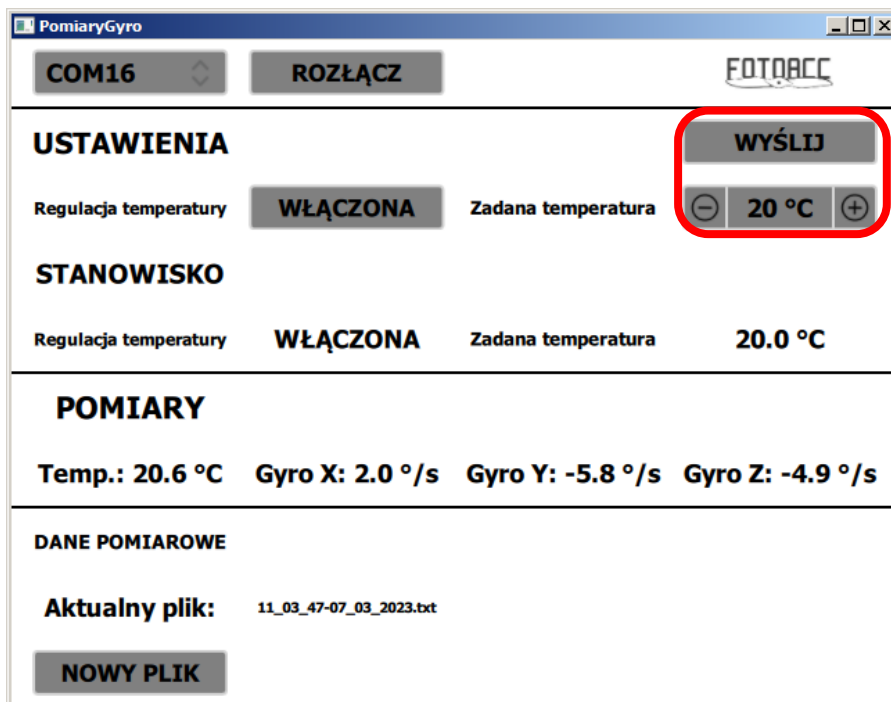 PomiaryGyro
COM16 ROZŁĄCZ FOTOACC
USTAWIENIA WYŚLIJ
Regulacja temperatury WŁĄCZONA Zadana temperatura 20 °C
STANOWISKO
Regulacja temperatury WŁĄCZONA Zadana temperatura 20.0 °C
POMIARY
Temp.: 20.6 °C Gyro X: 2.0 °/s Gyro Y: -5.8 °/s Gyro Z: -4.9 °/s
DANE POMIAROWE
Aktualny plik: 11_03_47-07_03_2023.txt
NOWY PLIK